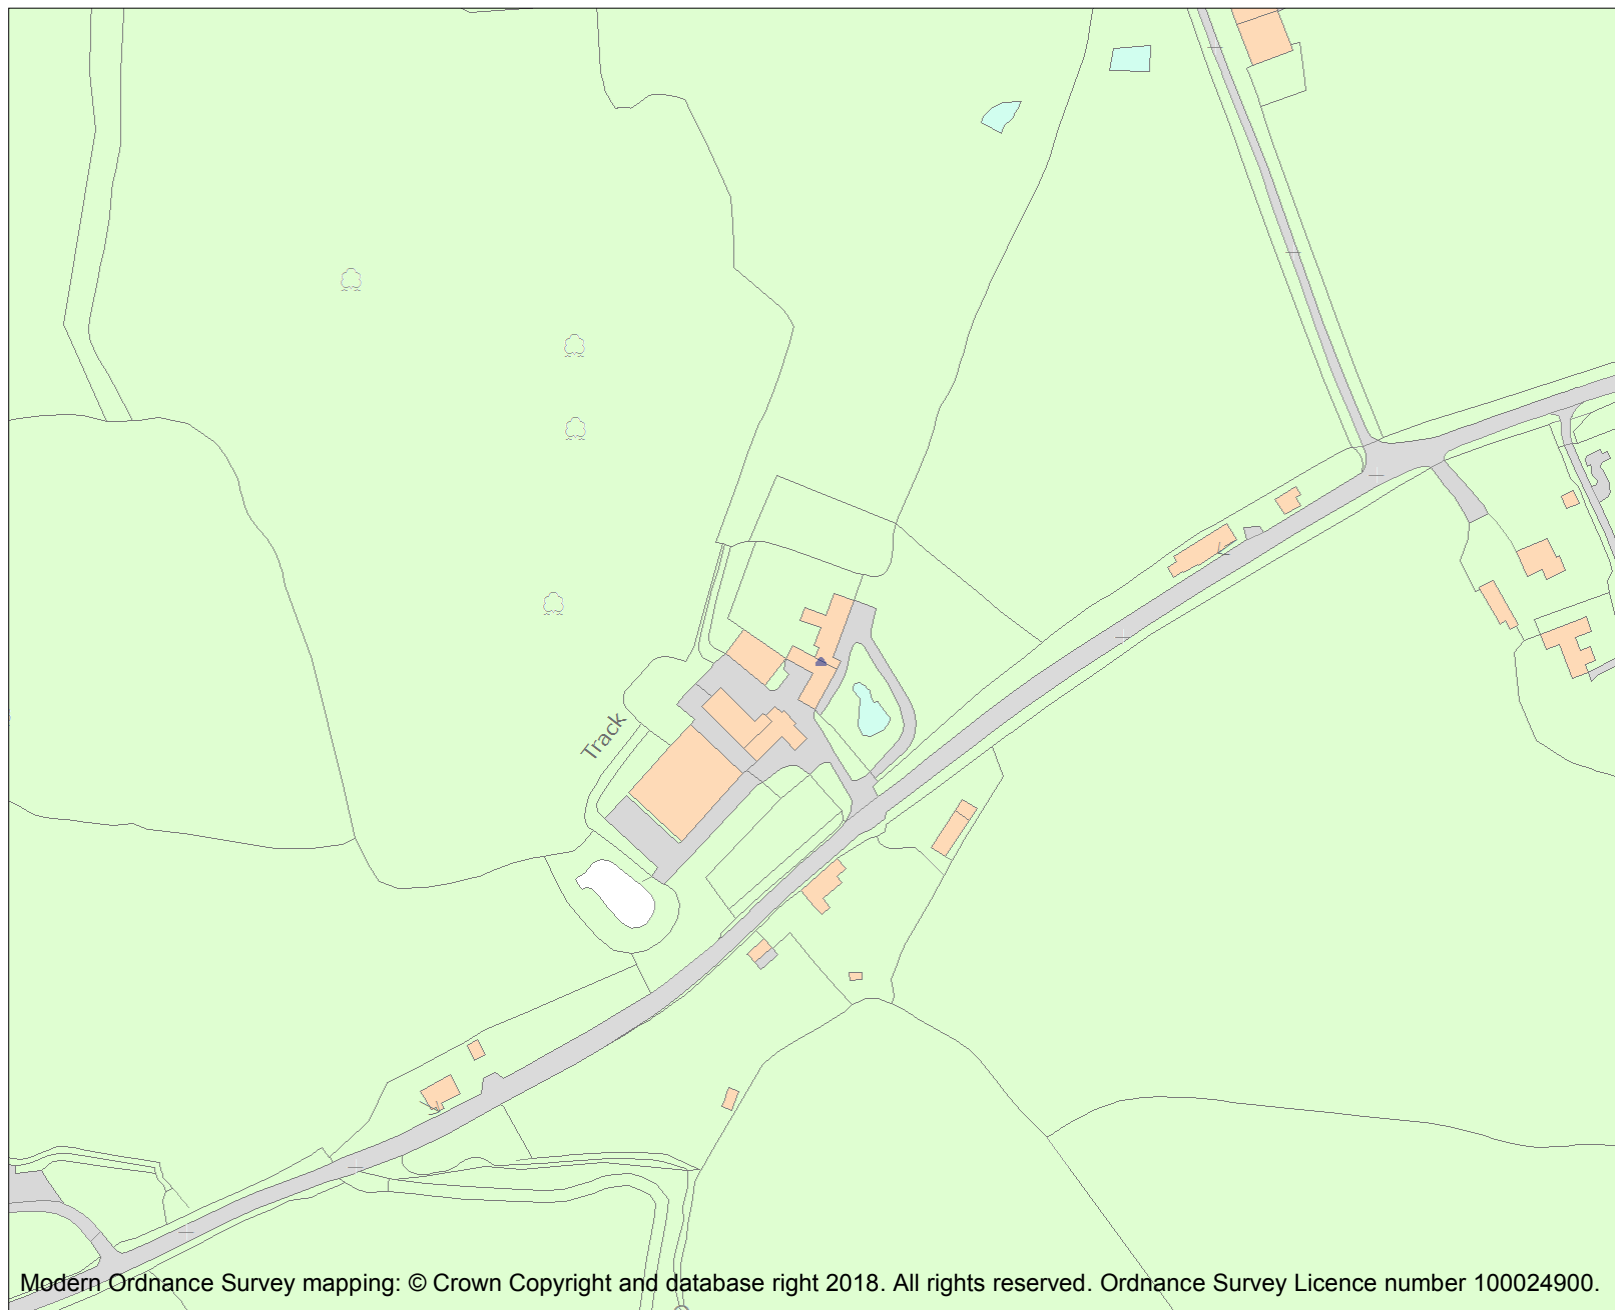 Track
Modern Ordnance Survey mapping: © Crown Copyright and database right 2018. All rights reserved. Ordnance Survey Licence number 100024900.